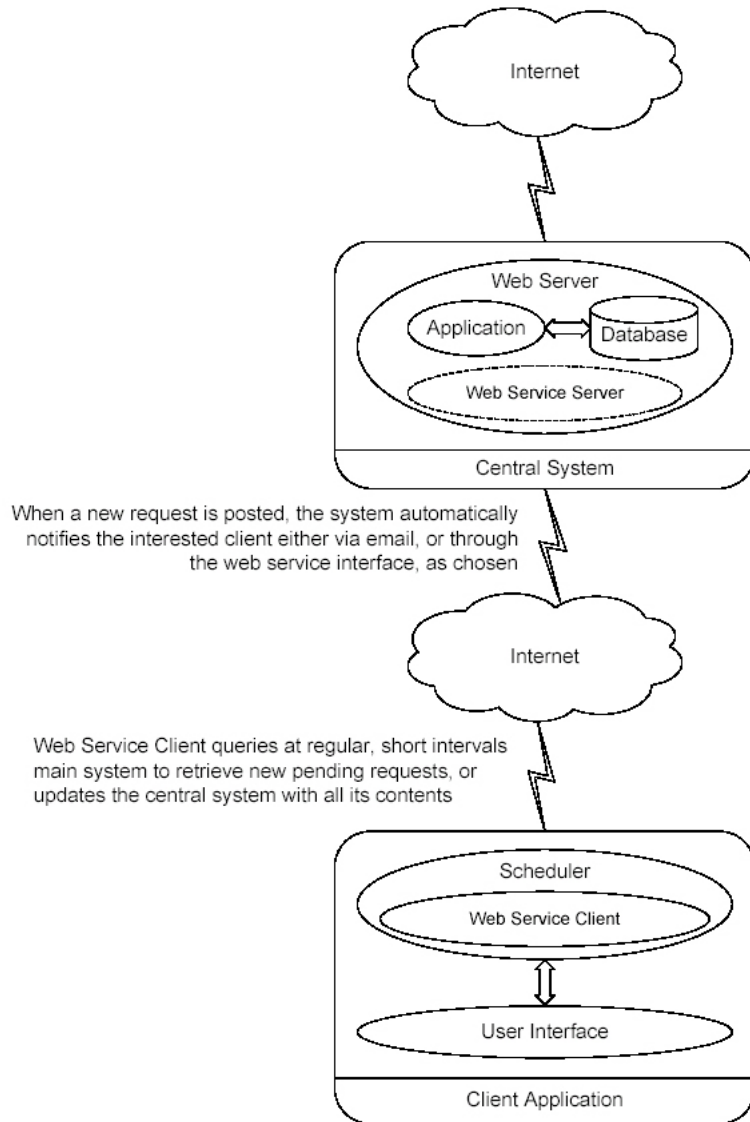 Internet
Web Server
Application
Database
Web Service Server
Central System
When a new request is posted, the system automatically
notifies the interested client either via email, or through
the web service interface, as chosen
Internet
Web Service Client queries at regular, short intervals
main system to retrieve new pending requests, or
updates the central system with all its contents
Scheduler
Web Service Client
User Interface
Client Application